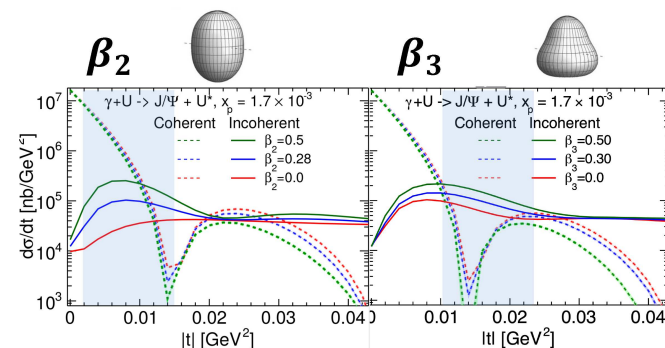 β2
β3
γ+U -> J/Ψ + U*, xp = 1.7 × 10-3
Coherent Incoherent
β2=0.5
β2=0.28
β2=0.0
γ+U -> J/Ψ + U*, xp = 1.7 × 10-3
Coherent Incoherent
β3=0.50
β3=0.30
β3=0.0
dσ/dt [nb/GeV2]
107
106
105
104
103
0 0.01 0.02 0.03 0.04
|t| [GeV2]
0 0.01 0.02 0.03 0.04
|t| [GeV2]